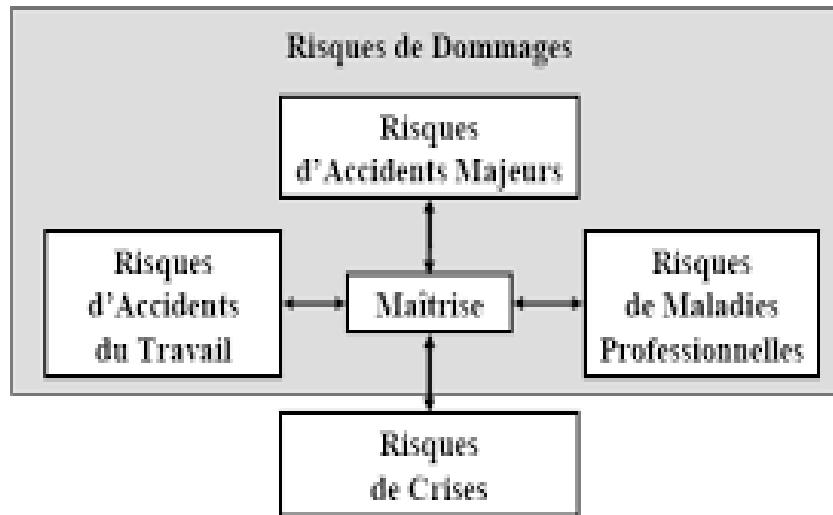 Risques de Dommages
Risques
d'Accidents Majeurs
Risques
d'Accidents
du Travail
Maîtrise
Risques
de Maladies
Professionnelles
Risques
de Crises